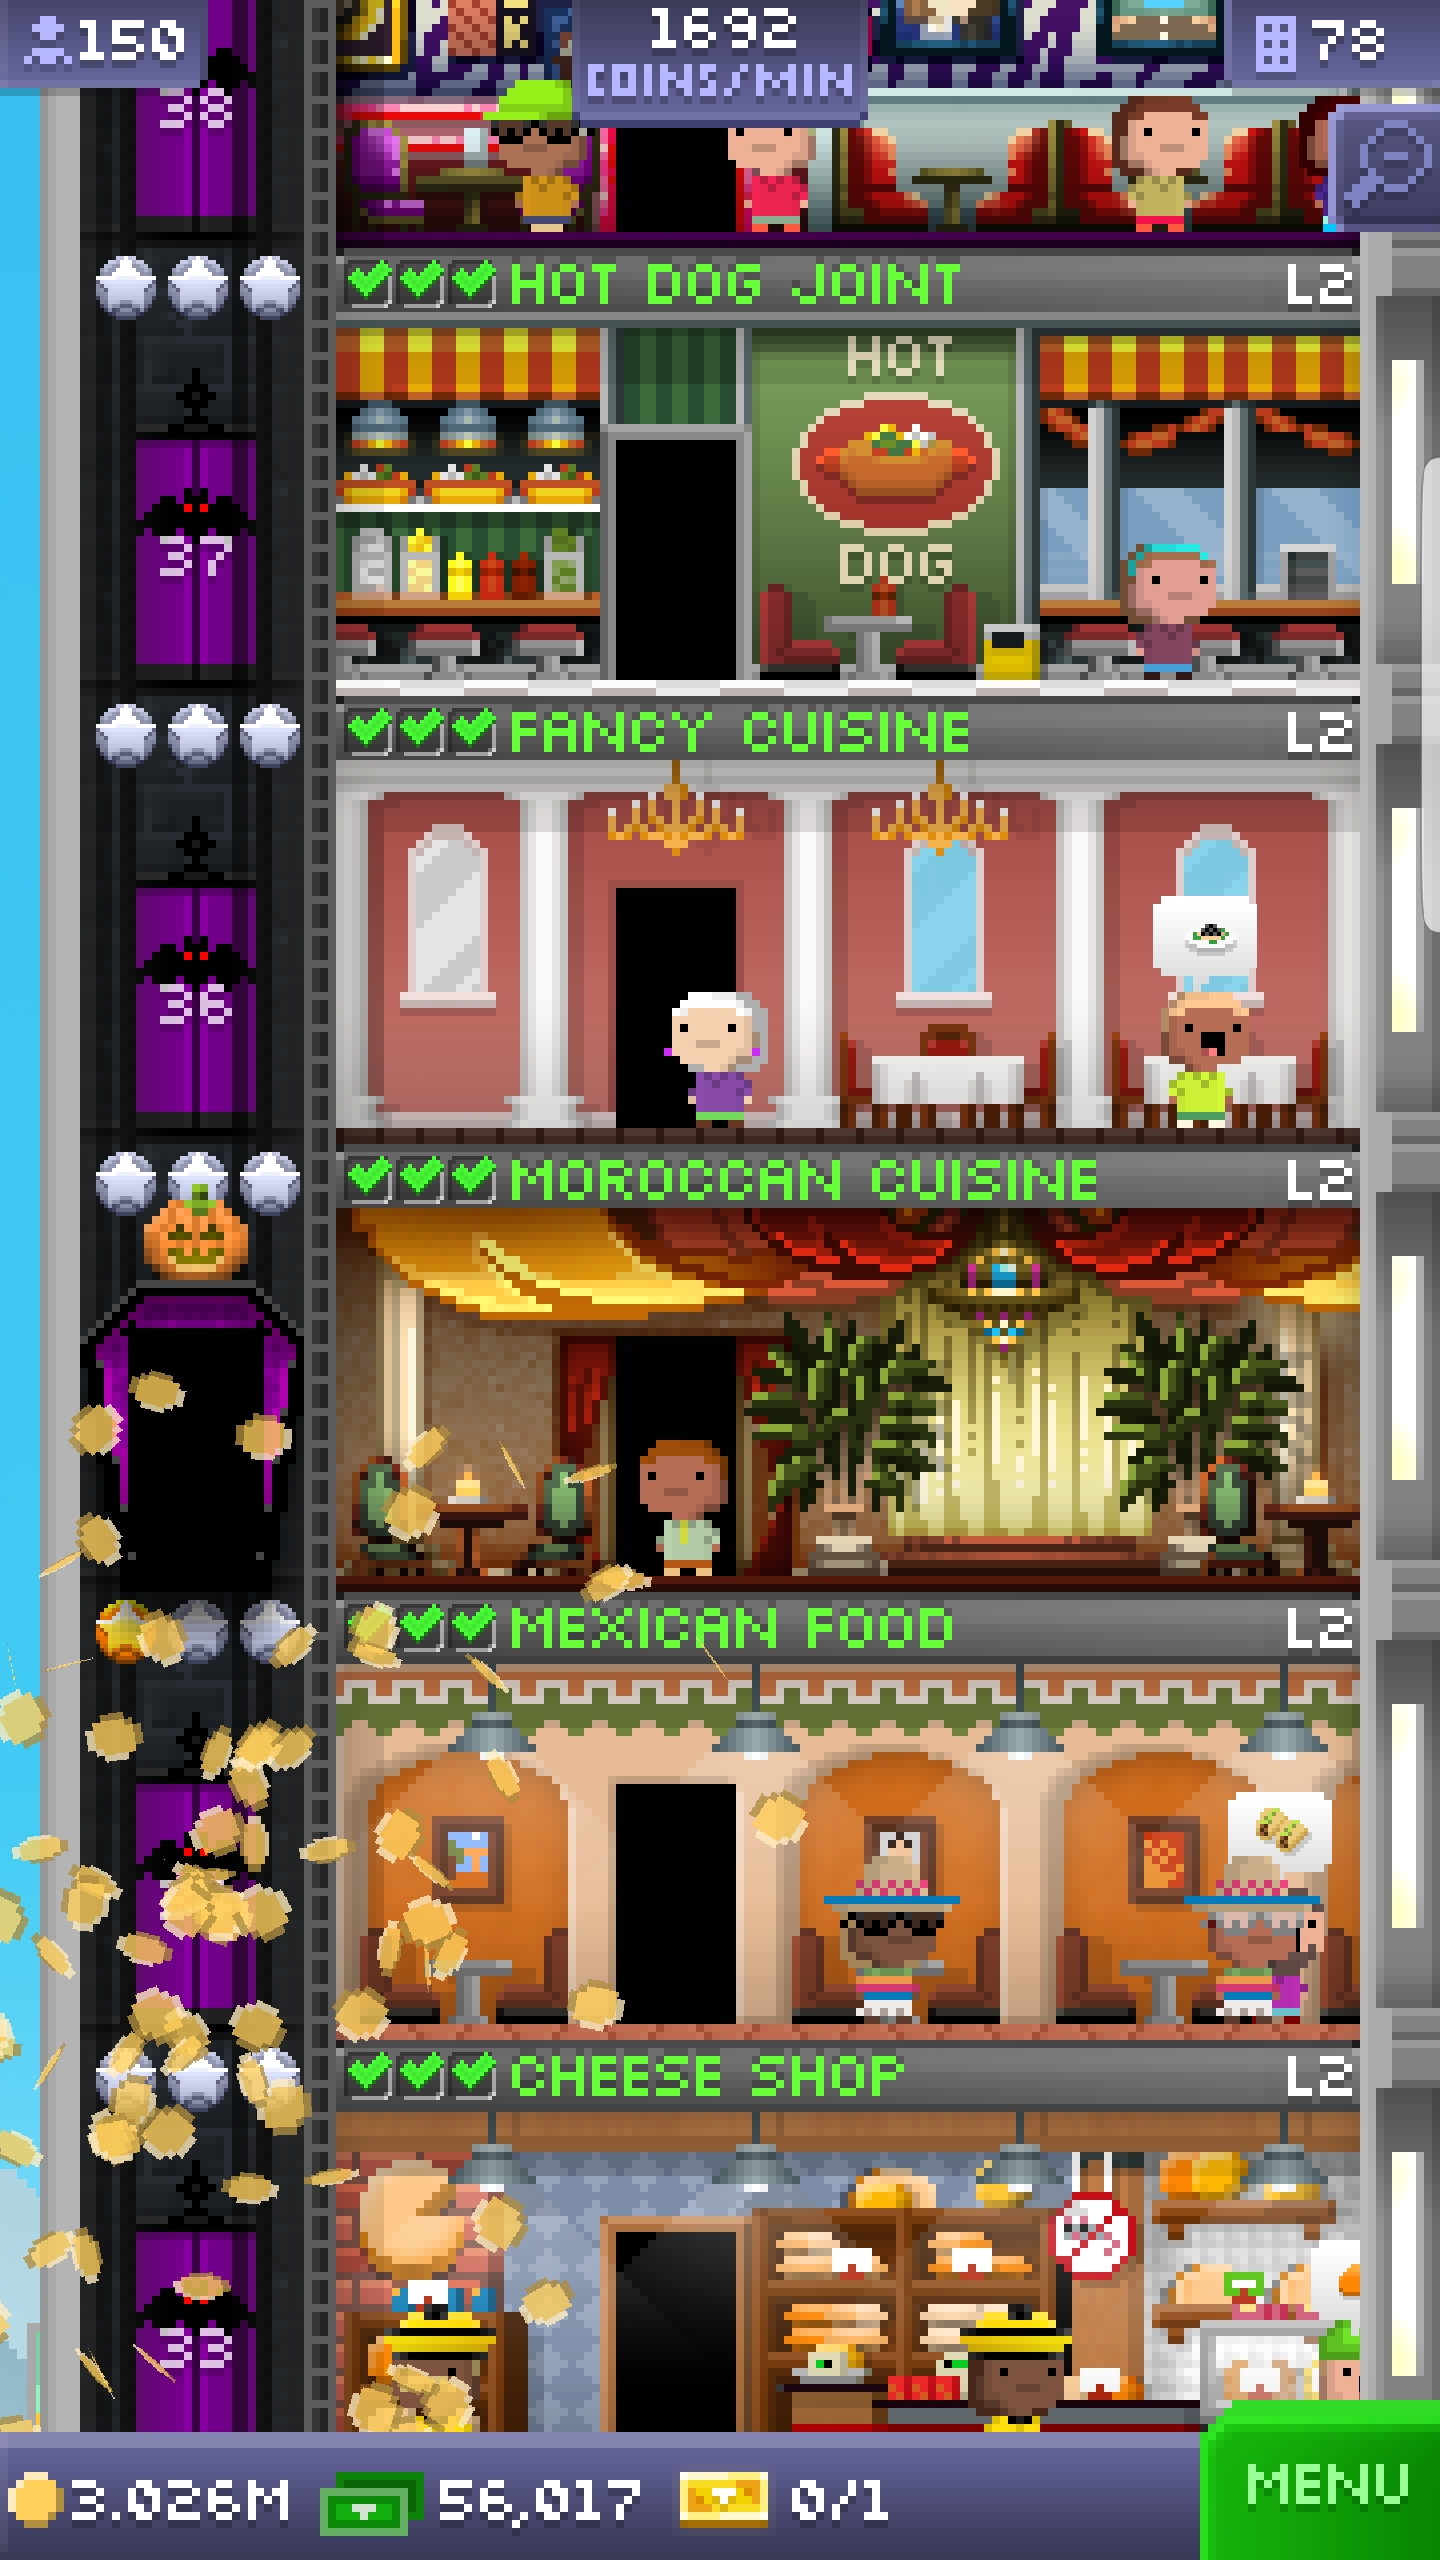 150
1692
COINS/MIN
78
38
HOT DOG JOINT L2
HOT
DOG
37
FANCY CUISINE L2
36
MOROCCAN CUISINE L2
MEXICAN FOOD L2
CHEESE SHOP L2
33
3.026M 56,017 0/1
MENU